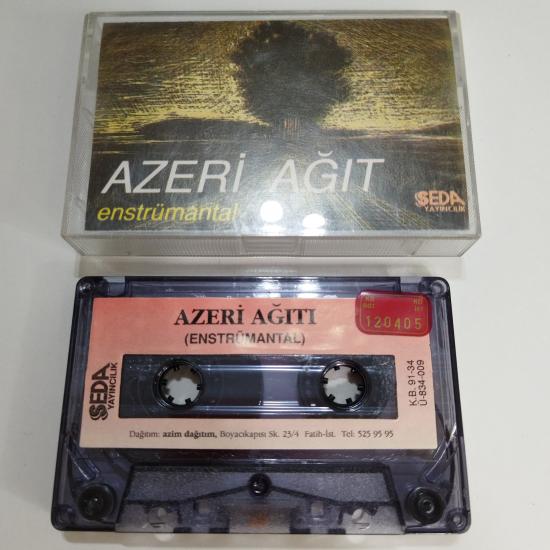 AZERİ AĞIT
enstrümantal
SEDA
YAYINCILIK
AZERİ AĞITI
(ENSTRÜMANTAL)
120405
SEDA
YAYINCILIK
K.B. 91-34
Ü-834-009
Dağıtım: azim dağıtım, Boyacıkapısı Sk. 23/4 Fatih-İst. Tel: 525 95 95